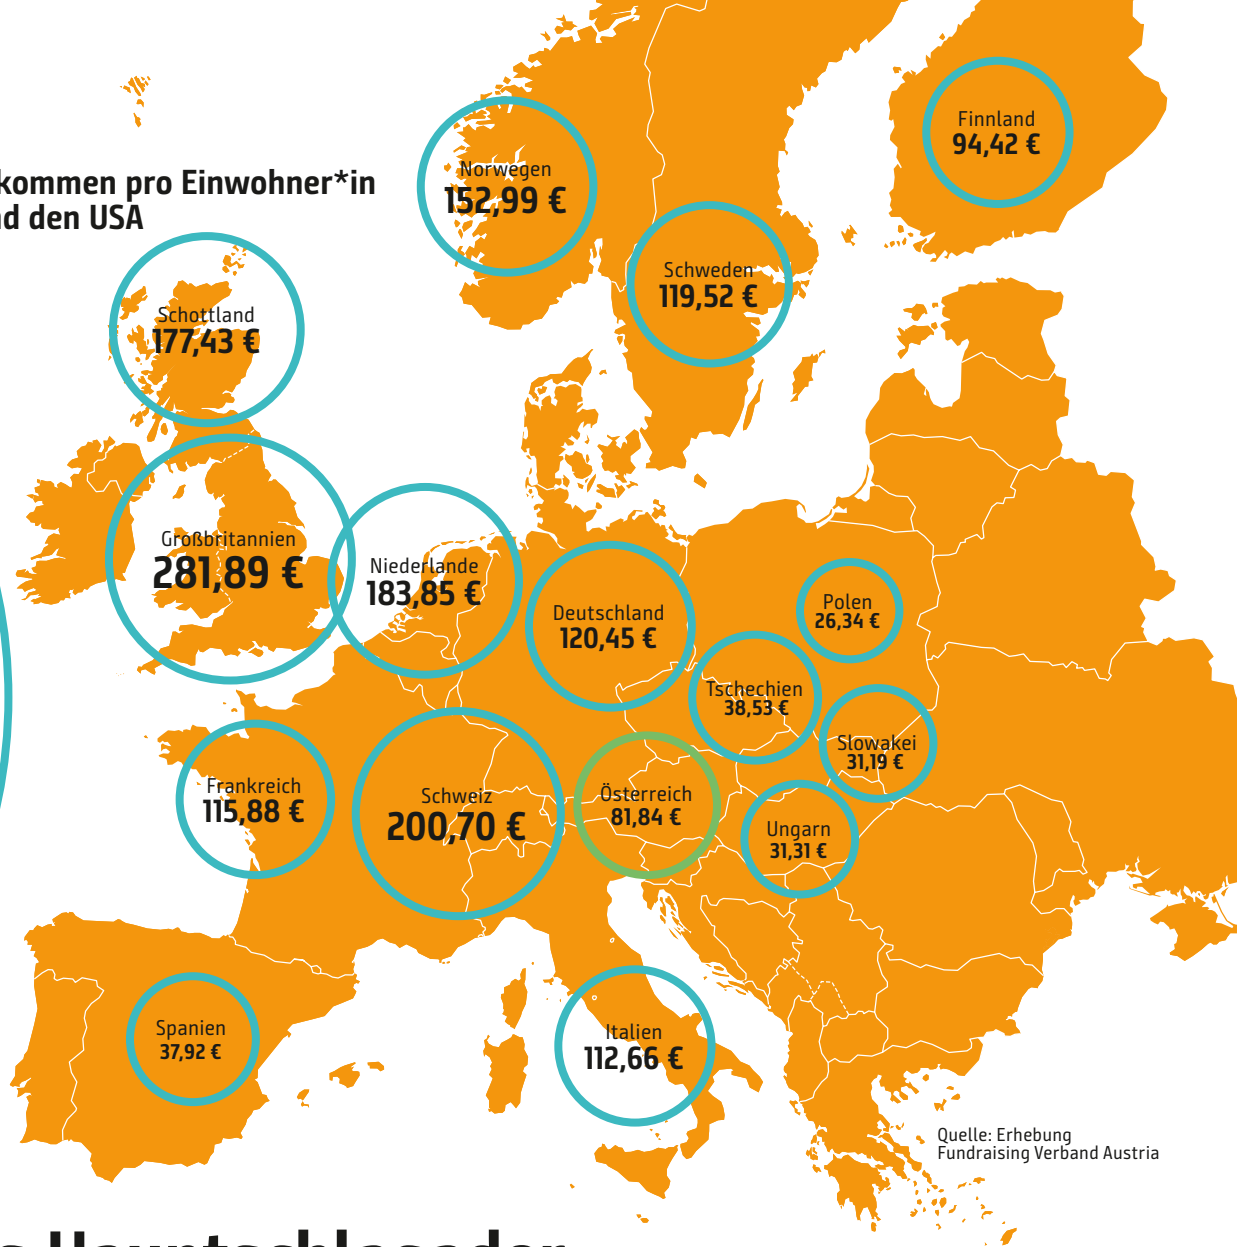 kommen pro Einwohner*in
den USA
Norwegen
152,99 €
Finnland
94,42 €
Schweden
119,52 €
Schottland
177,43 €
Großbritannien
281,89 €
Niederlande
183,85 €
Deutschland
120,45 €
Polen
26,34 €
Tschechien
38,53 €
Slowakei
31,19 €
Frankreich
115,88 €
Schweiz
200,70 €
Österreich
81,84 €
Ungarn
31,31 €
Spanien
37,92 €
Italien
112,66 €
Quelle: Erhebung
Fundraising Verband Austria
Hauptschlagader